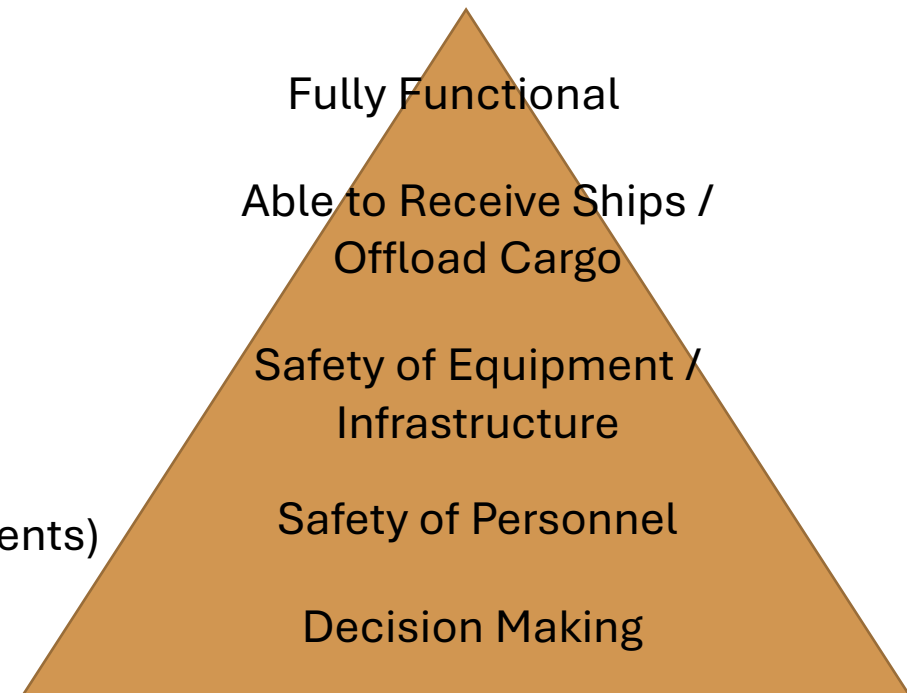 Fully Functional
Able to Receive Ships /
Offload Cargo
Safety of Equipment /
Infrastructure
Safety of Personnel
ents)
Decision Making